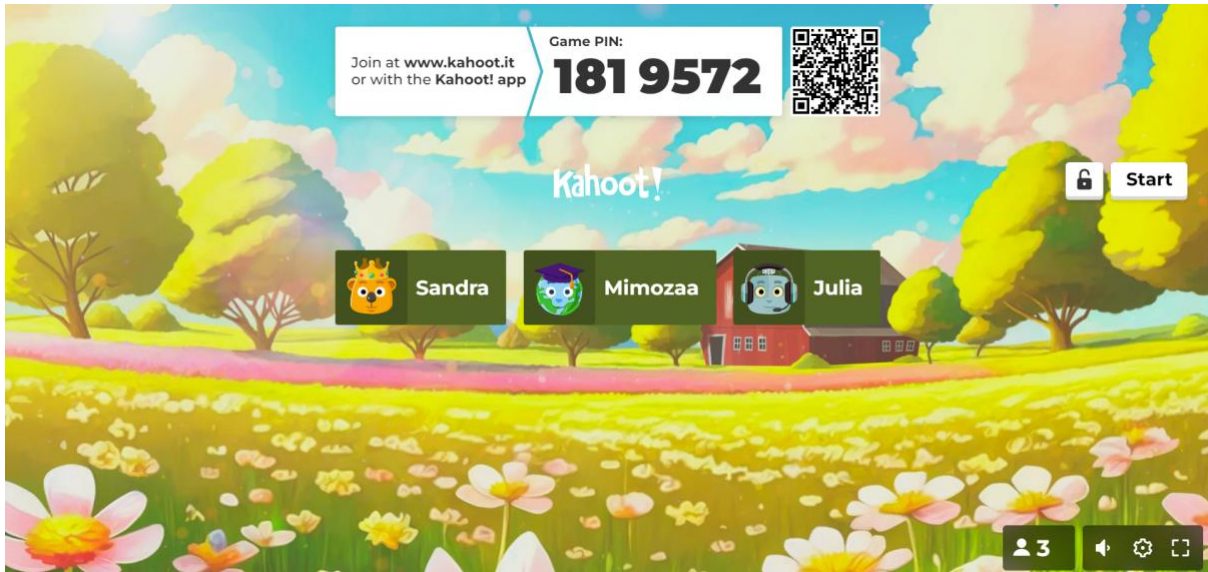 Join at www.kahoot.it
or with the Kahoot! app
Game PIN:
181 9572
Kahoot!
Start
Sandra
Mimozaa
Julia
3